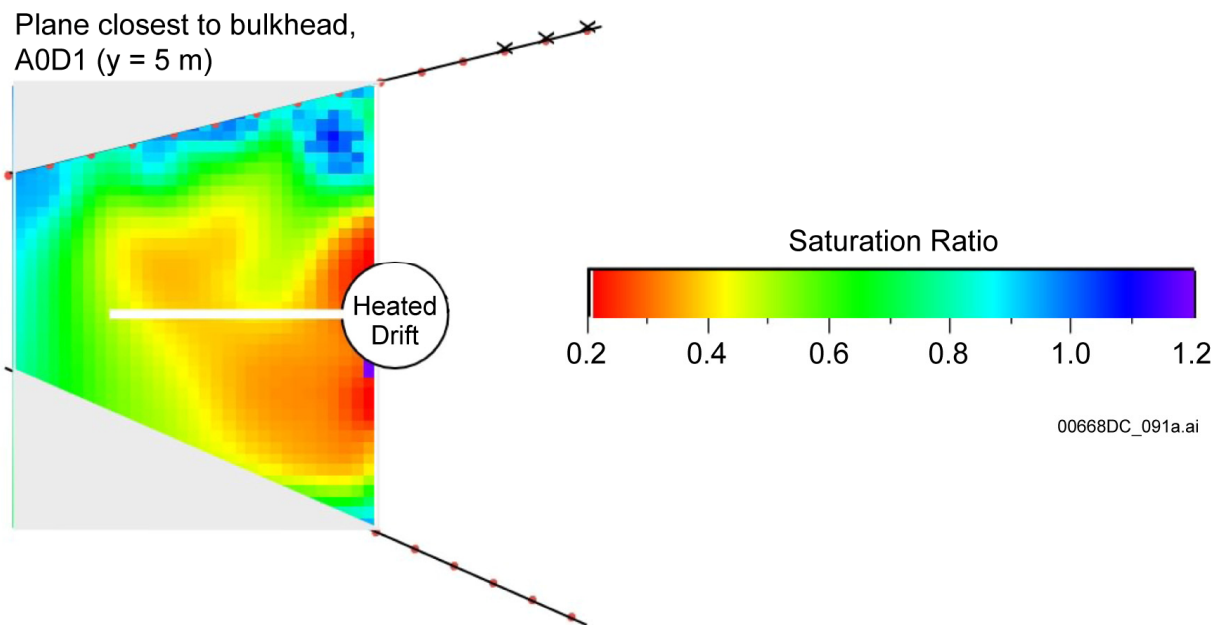 Plane closest to bulkhead,
A0D1 (y = 5 m)
Heated
Drift
Saturation Ratio
0.2 0.4 0.6 0.8 1.0 1.2
00668DC_091a.ai